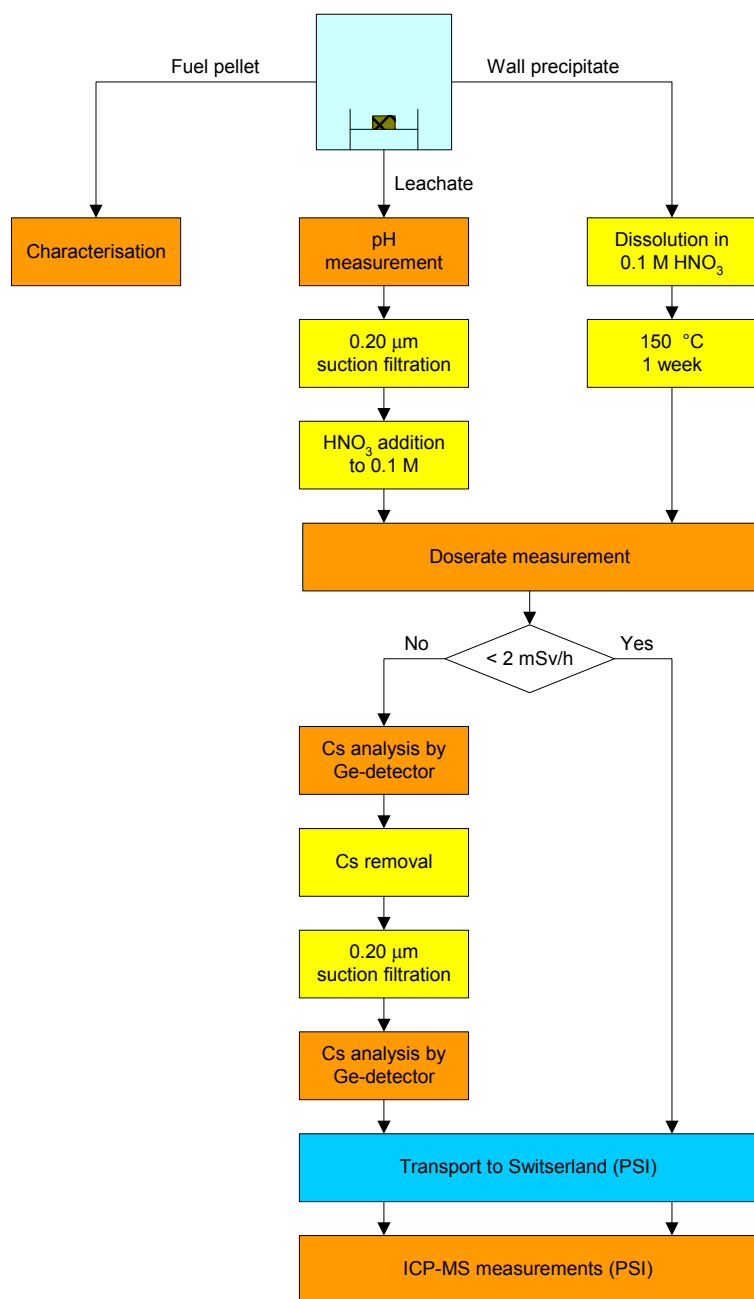 Fuel pellet
Wall precipitate
Leachate
Characterisation
pH
measurement
Dissolution in
0.1 M HNO₃
0.20 μm
suction filtration
150 °C
1 week
HNO₃ addition
to 0.1 M
Doserate measurement
No
< 2 mSv/h
Yes
Cs analysis by
Ge-detector
Cs removal
0.20 μm
suction filtration
Cs analysis by
Ge-detector
Transport to Switserland (PSI)
ICP-MS measurements (PSI)